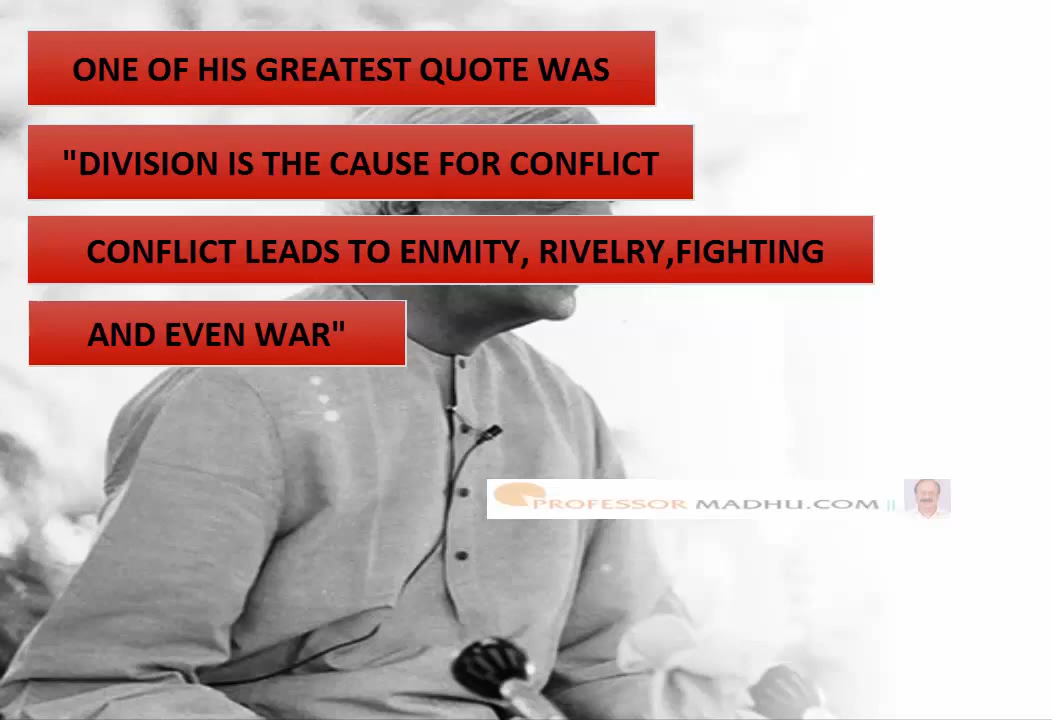 ONE OF HIS GREATEST QUOTE WAS
"DIVISION IS THE CAUSE FOR CONFLICT
CONFLICT LEADS TO ENMITY, RIVELRY,FIGHTING
AND EVEN WAR"
PROFESSOR MADHU.COM ||